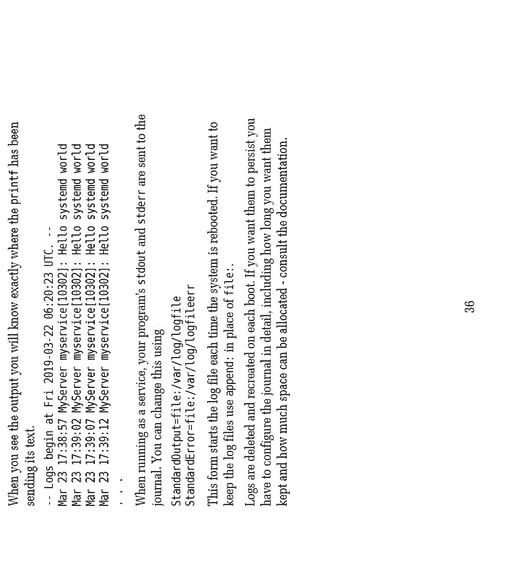 When you see the output you will know exactly where the printf has been
sending its text.
-- Logs begin at Fri 2019-03-22 06:20:23 UTC. --
Mar 23 17:38:57 MyServer myservice[10302]: Hello systemd world
Mar 23 17:39:02 MyServer myservice[10302]: Hello systemd world
Mar 23 17:39:07 MyServer myservice[10302]: Hello systemd world
Mar 23 17:39:12 MyServer myservice[10302]: Hello systemd world
. . .
When running as a service, your program's stdout and stderr are sent to the
journal. You can change this using
StandardOutput=file:/var/log/logfile
StandardError=file:/var/log/logfileerr
This form starts the log file each time the system is rebooted. If you want to
keep the log files use append: in place of file:.
Logs are deleted and recreated on each boot. If you want them to persist you
have to configure the journal in detail, including how long you want them
kept and how much space can be allocated - consult the documentation.
36